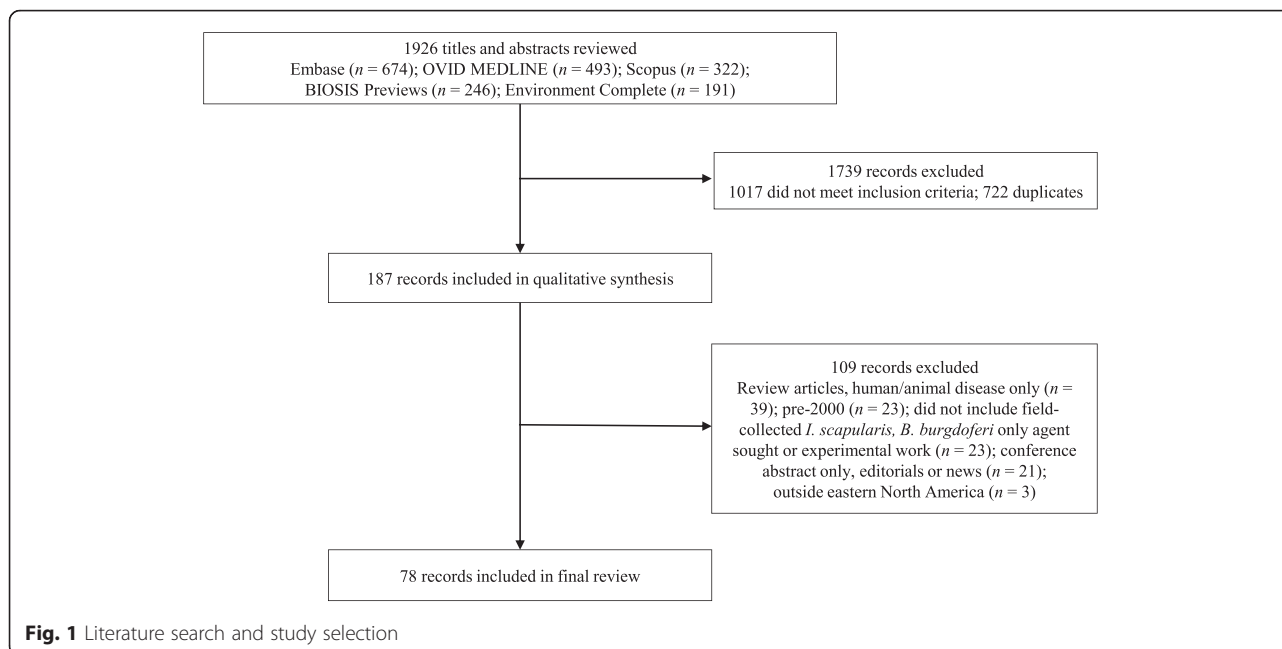 1926 titles and abstracts reviewed
Embase (n = 674); OVID MEDLINE (n = 493); Scopus (n = 322);
BIOSIS Previews (n = 246); Environment Complete (n = 191)
1739 records excluded
1017 did not meet inclusion criteria; 722 duplicates
187 records included in qualitative synthesis
109 records excluded
Review articles, human/animal disease only (n =
39); pre-2000 (n = 23); did not include field-
collected I. scapularis, B. burgdoferi only agent
sought or experimental work (n = 23); conference
abstract only, editorials or news (n = 21);
outside eastern North America (n = 3)
78 records included in final review
Fig. 1 Literature search and study selection